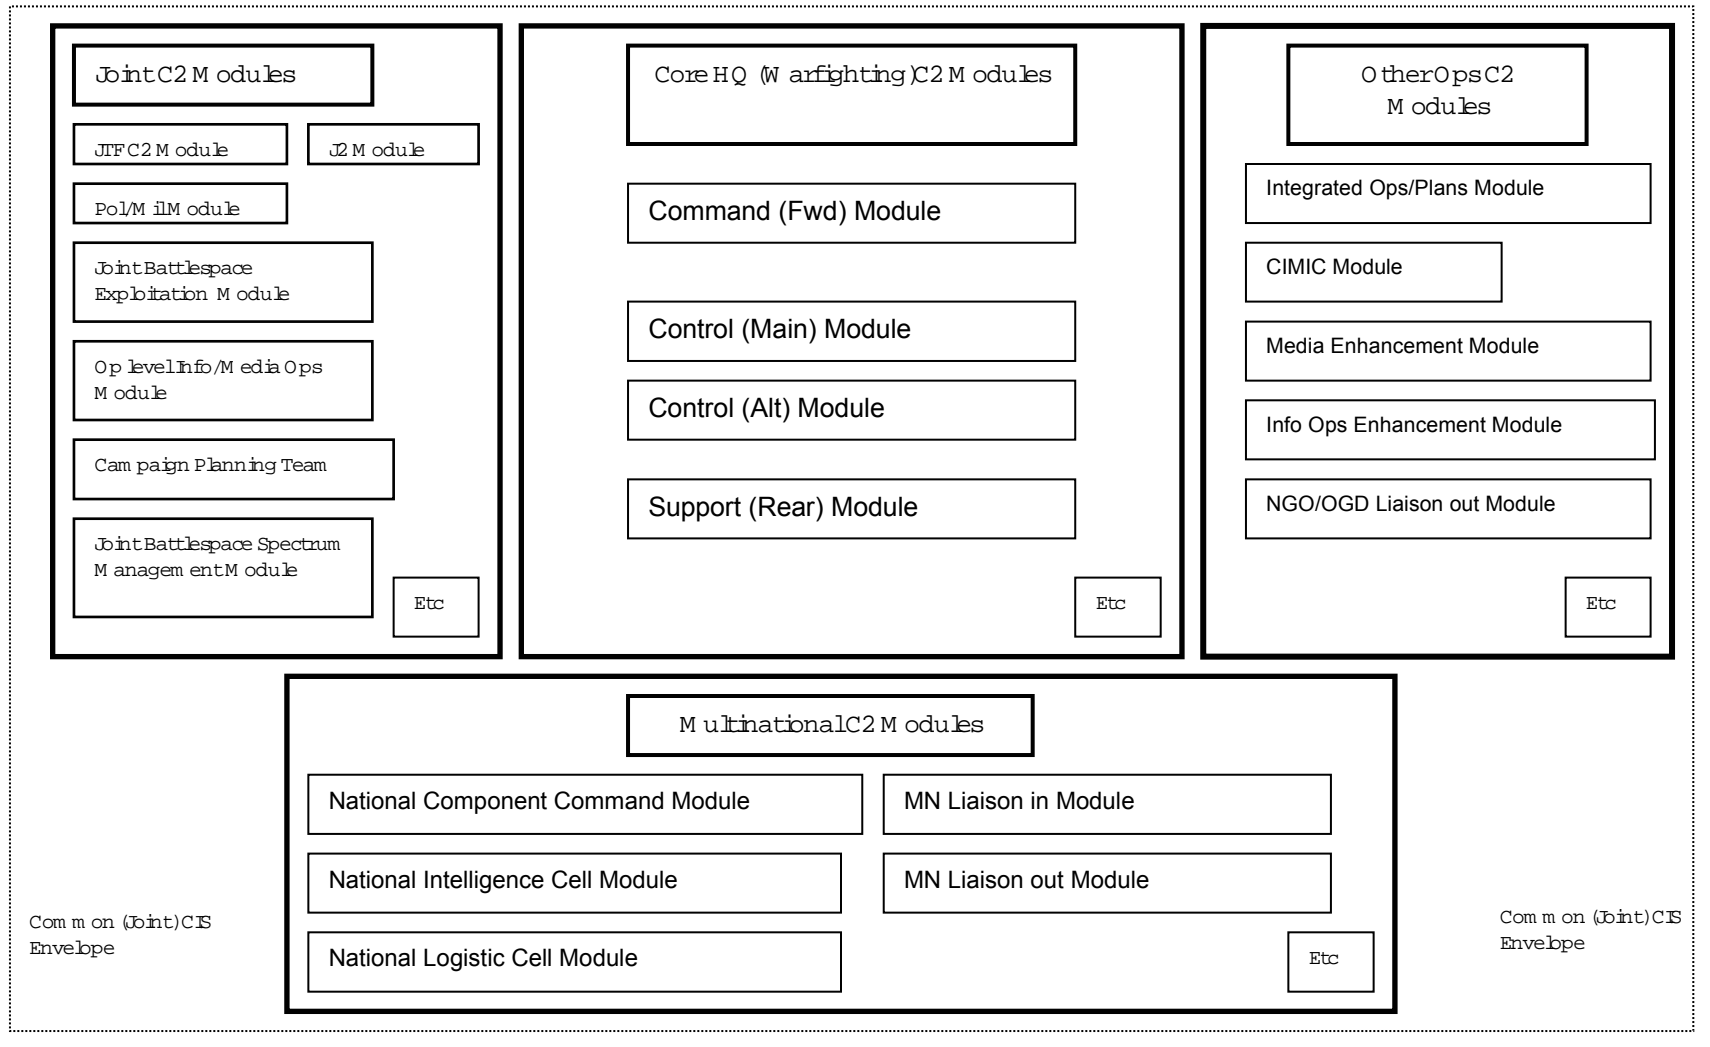 Joint C2 Modules
JTF C2 Module
J2 Module
Pol/Mil Module
Joint Battlespace
Exploitation Module
Op level Info/Media Ops
Module
Campaign Planning Team
Joint Battlespace Spectrum
Management Module
Etc
Core HQ (Warfighting) C2 Modules
Command (Fwd) Module
Control (Main) Module
Control (Alt) Module
Support (Rear) Module
Etc
Other Ops C2
Modules
Integrated Ops/Plans Module
CIMIC Module
Media Enhancement Module
Info Ops Enhancement Module
NGO/OGD Liaison out Module
Etc
Multinational C2 Modules
National Component Command Module
MN Liaison in Module
National Intelligence Cell Module
MN Liaison out Module
National Logistic Cell Module
Etc
Common (Joint) CIS
Envelope
Common (Joint) CIS
Envelope